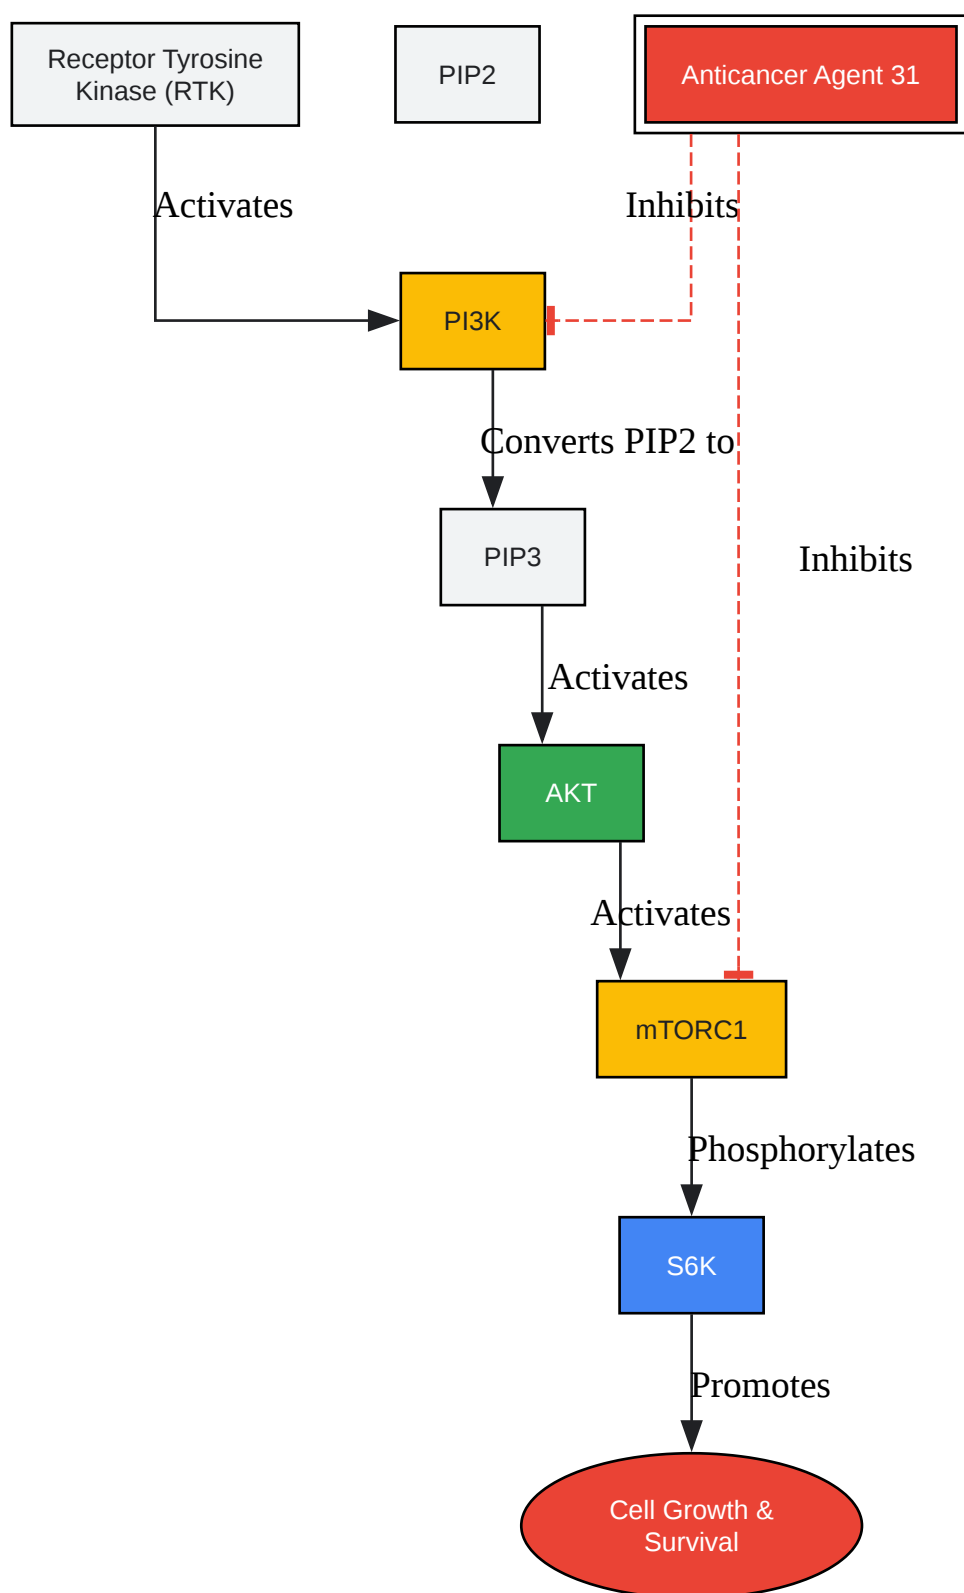 Receptor Tyrosine
Kinase (RTK)
PIP2
Anticancer Agent 31
Activates
Inhibits
PI3K
Converts PIP2 to
PIP3
Inhibits
Activates
AKT
Activates
mTORC1
Phosphorylates
S6K
Promotes
Cell Growth &
Survival